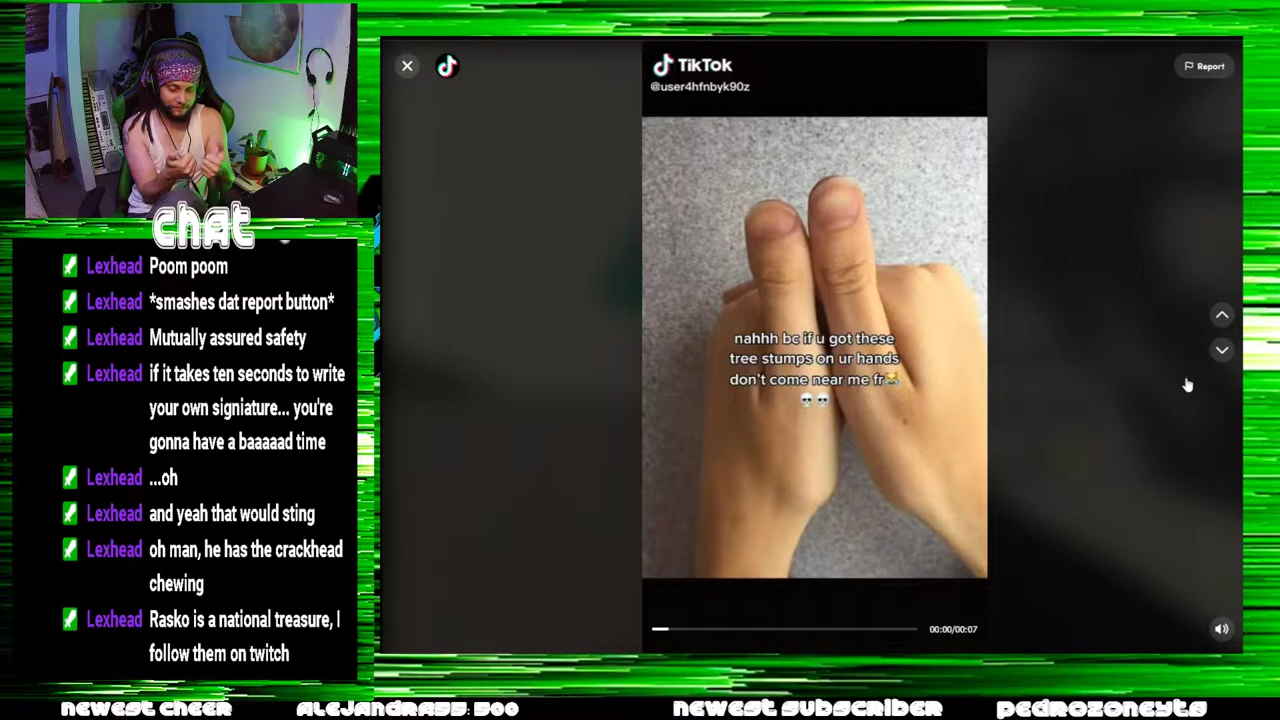 TikTok
@user4hfnbyk90z
Report
nahhh bc if u got these
tree stumps on ur hands
don't come near me fr😹
💀💀
00:00/00:07
chat
Lexhead Poom poom
Lexhead *smashes dat report button*
Lexhead Mutually assured safety
Lexhead if it takes ten seconds to write
your own signiature... you're
gonna have a baaaaad time
Lexhead ...oh
Lexhead and yeah that would sting
Lexhead oh man, he has the crackhead
chewing
Lexhead Rasko is a national treasure, I
follow them on twitch
newest cheer
alejandra55: 500
newest subscriber
pedrozoneyts